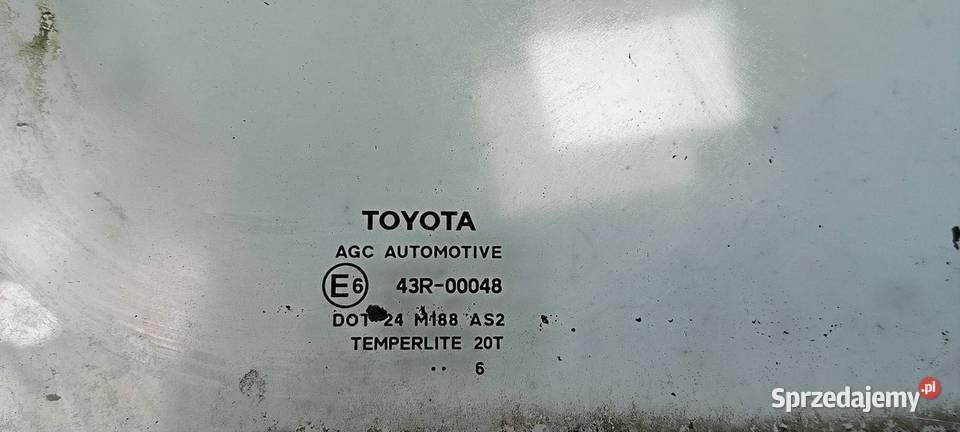 TOYOTA
AGC AUTOMOTIVE
E6 43R-00048
DOT 24 M188 AS2
TEMPERLITE 20T
·· 6
Sprzedajemy.pl